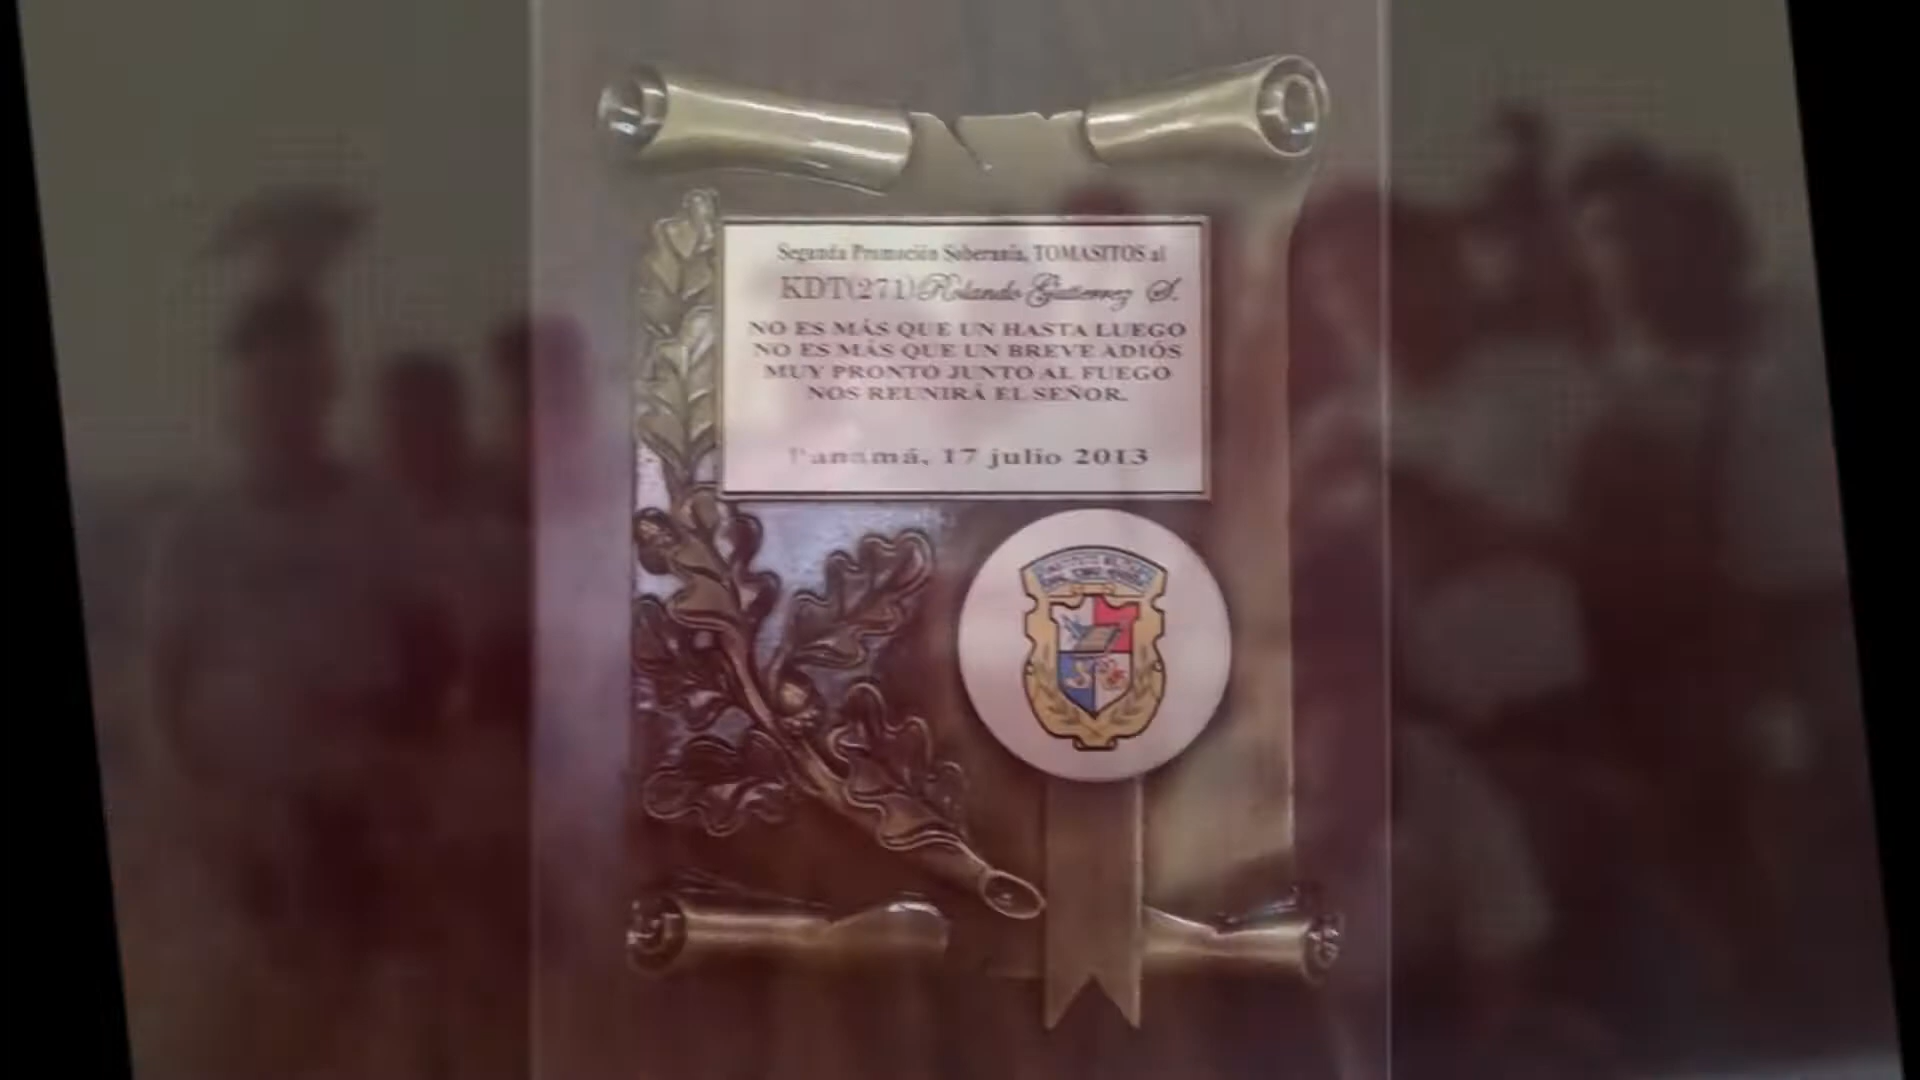 Segunda Promoción Soberanía, TOMASITOS al
KDT(271) Rolando Gutierrez S.
NO ES MÁS QUE UN HASTA LUEGO
NO ES MÁS QUE UN BREVE ADIÓS
MUY PRONTO JUNTO AL FUEGO
NOS REUNIRÁ EL SEÑOR.
Panamá, 17 julio 2013